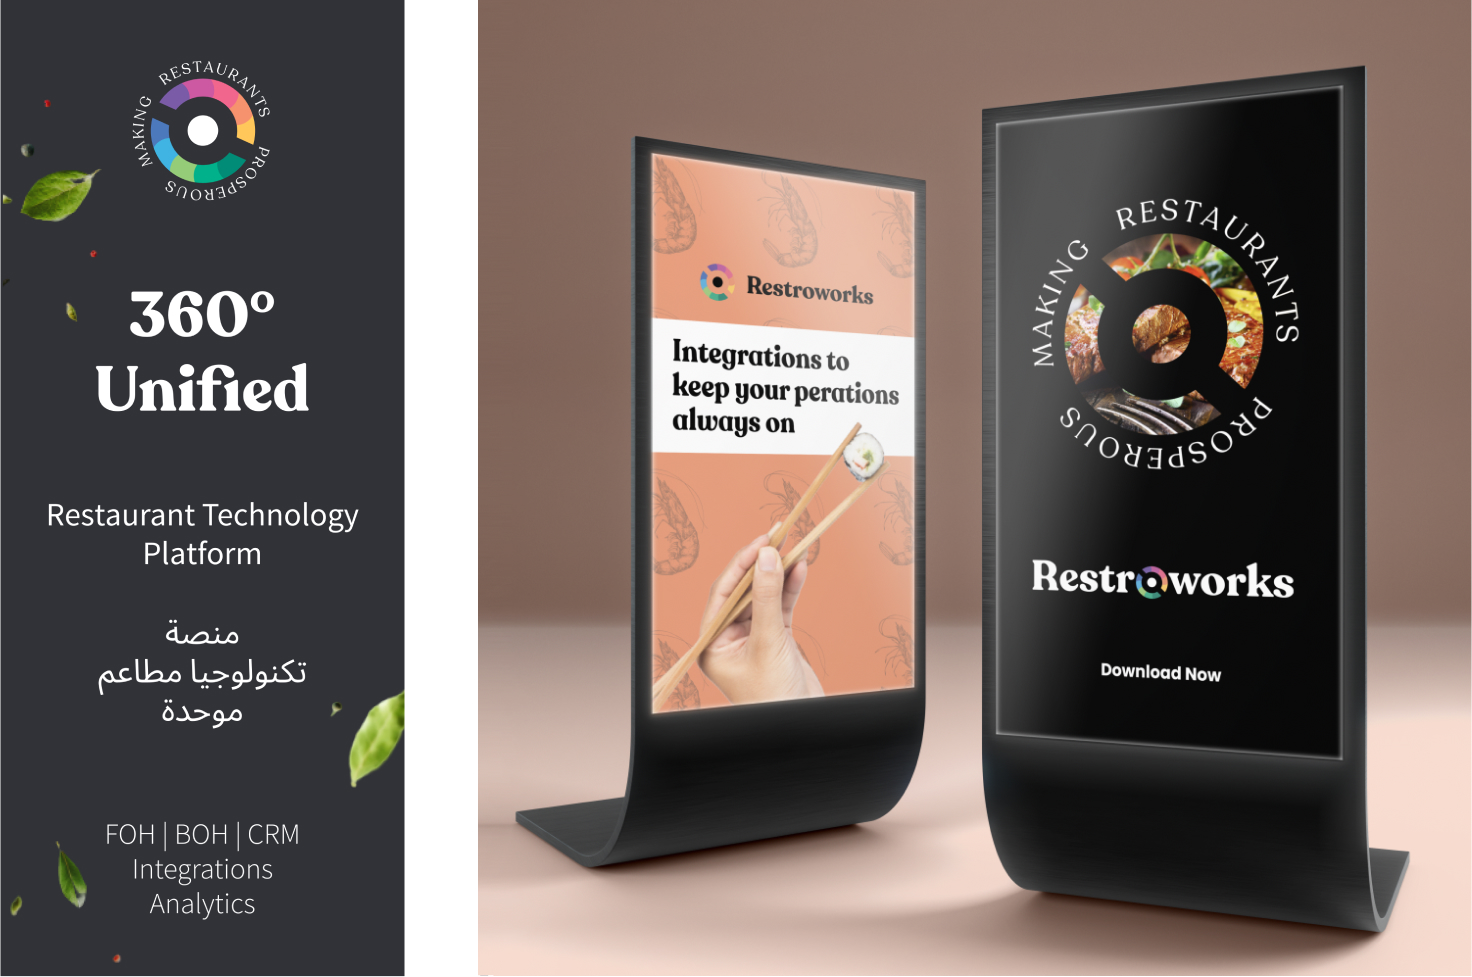 MAKING RESTAURANTS PROSPEROUS
360°
Unified
Restaurant Technology
Platform
منصة
تكنولوجيا مطاعم
موحدة
FOH | BOH | CRM
Integrations
Analytics
Restroworks
Integrations to
keep your perations
always on
MAKING RESTAURANTS PROSPEROUS
Restroworks
Download Now